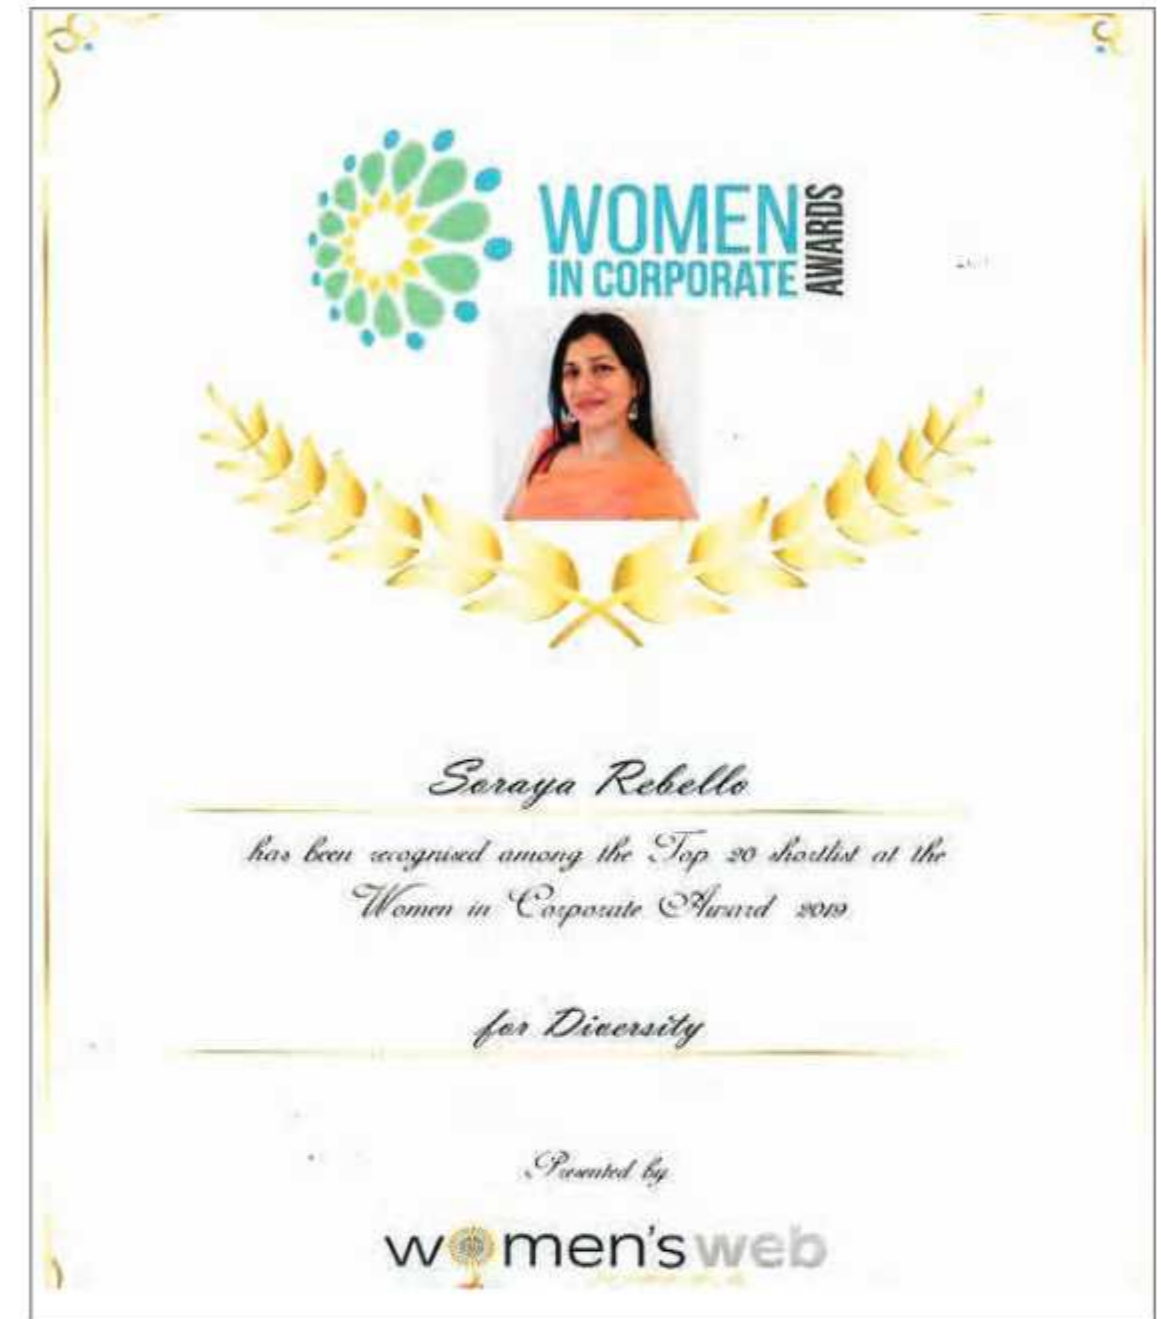 WOMEN
IN CORPORATE
AWARDS
Soraya Rebello
has been recognised among the Top 20 shortlist at the
Women in Corporate Award 2019
for Diversity
Presented by
women's web